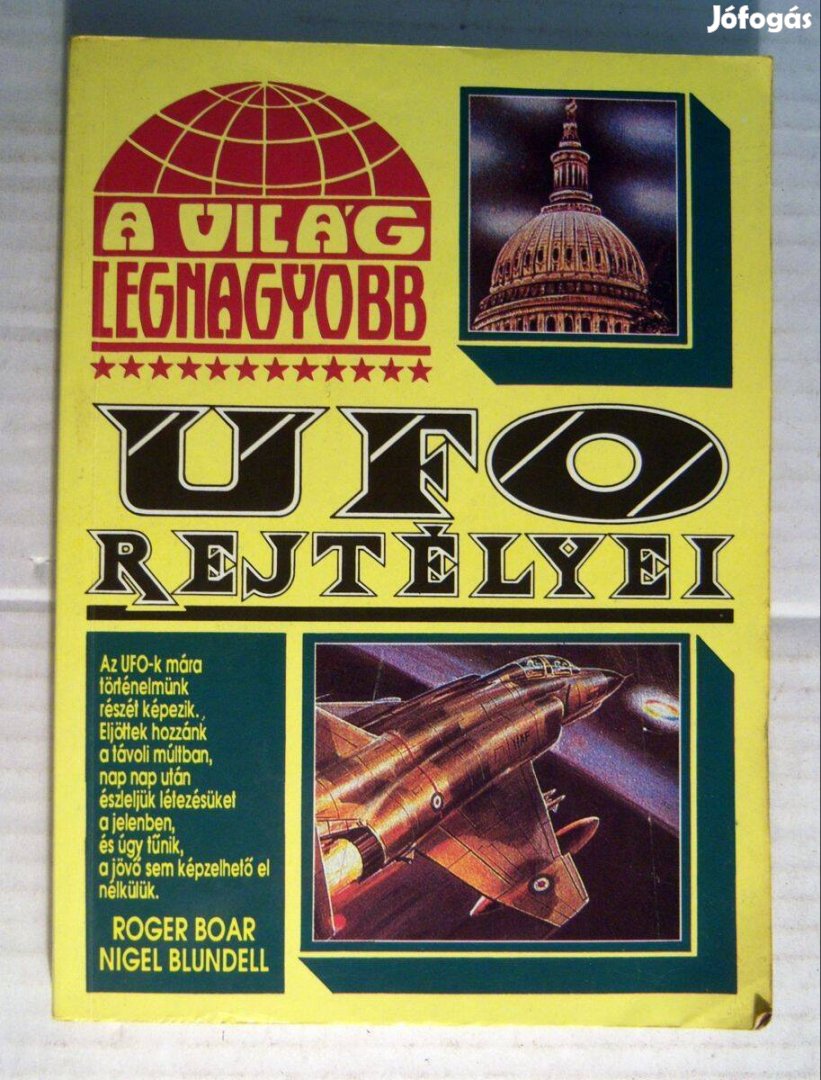 Jófogás
A VILÁG
LEGNAGYOBB
UFO
REJTÉLYEI
Az UFO-k mára
történelmünk
részét képezik.
Eljöttek hozzánk
a távoli múltban,
nap nap után
észleljük létezésüket
a jelenben,
és úgy tűnik,
a jövő sem képzelhető el
nélkülük.
ROGER BOAR
NIGEL BLUNDELL